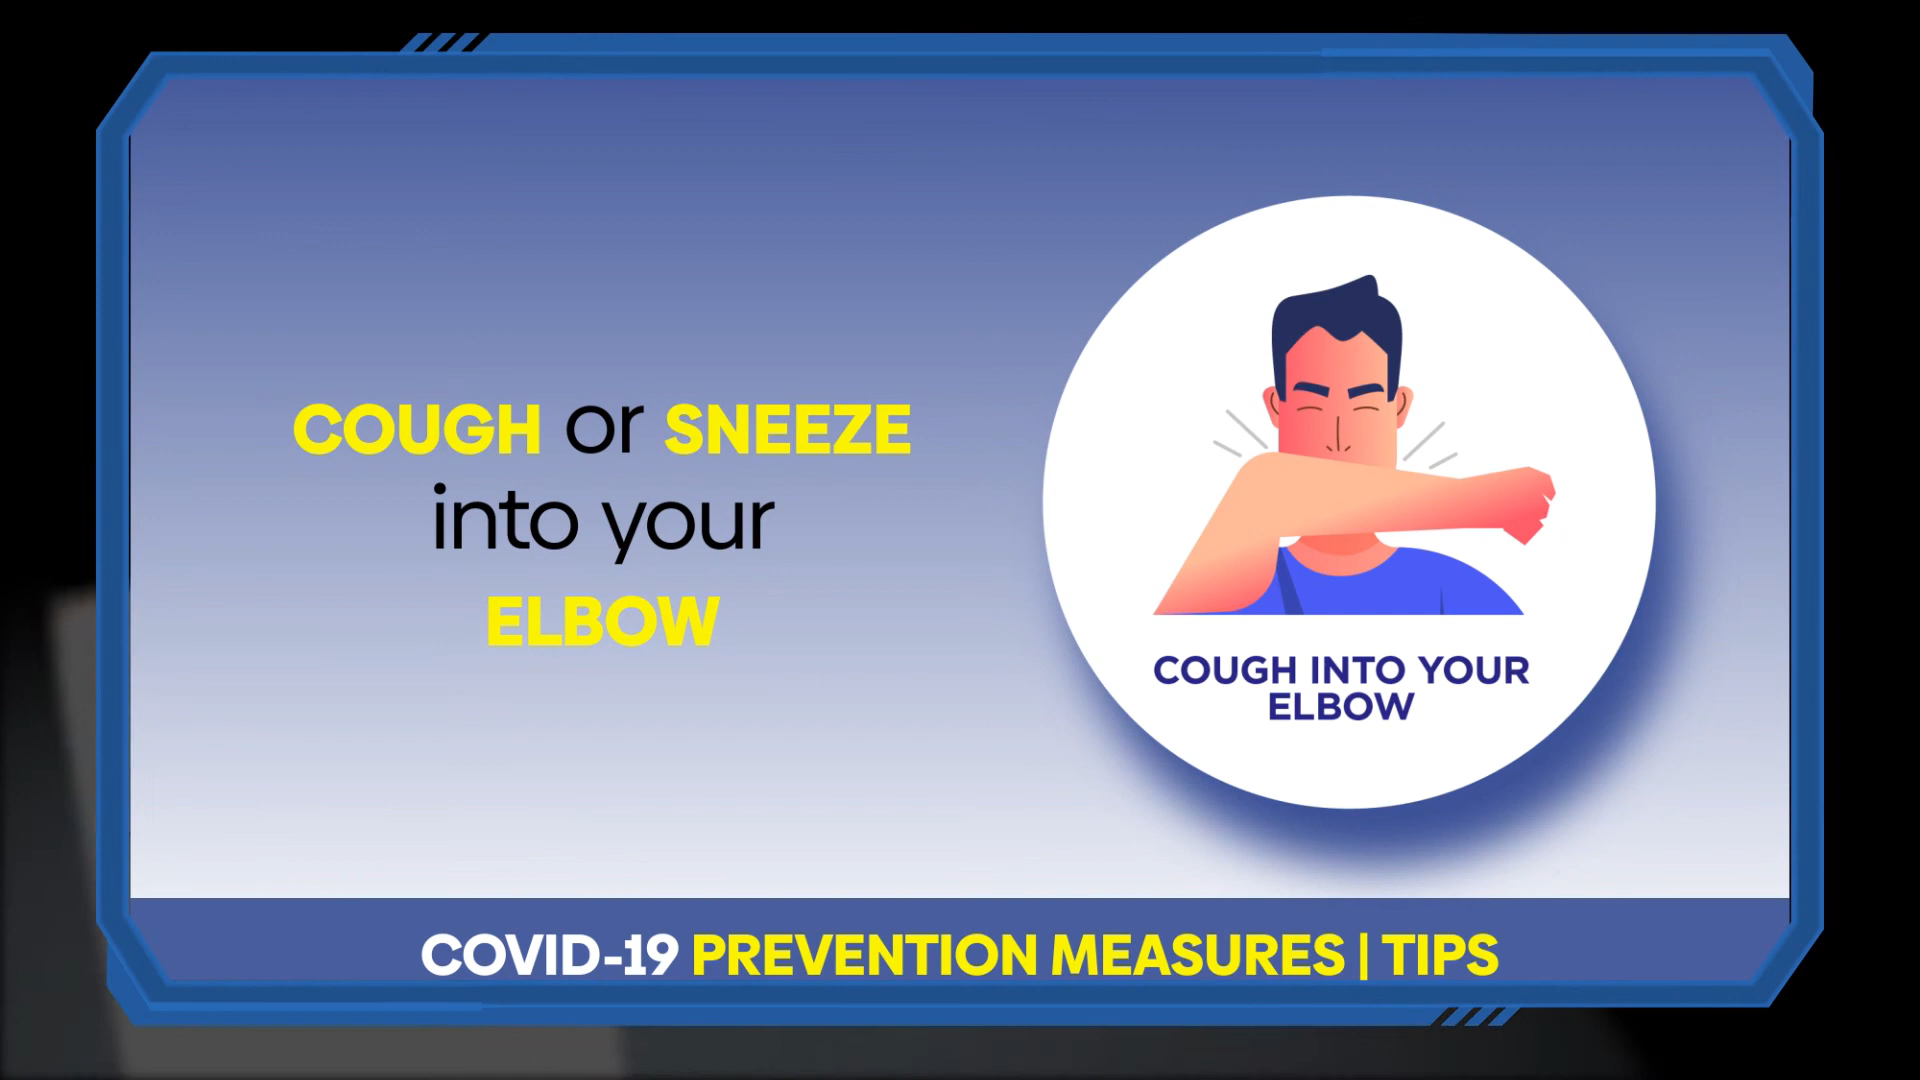 COUGH or SNEEZE
into your
ELBOW
COUGH INTO YOUR
ELBOW
COVID-19 PREVENTION MEASURES | TIPS